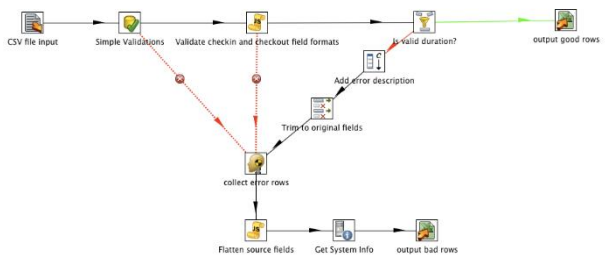 CSV file input
Simple Validations
Validate checkin and checkout field formats
Is valid duration?
output good rows
Add error description
Trim to original fields
collect error rows
Flatten source fields
Get System Info
output bad rows